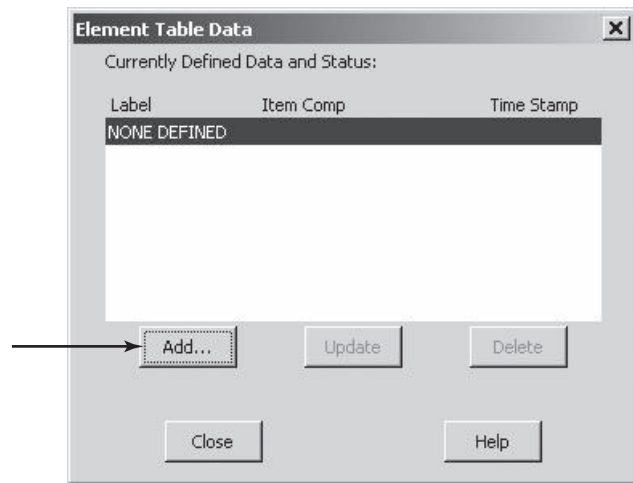 Element Table Data
Currently Defined Data and Status:
Label Item Comp Time Stamp
NONE DEFINED
Add... Update Delete
Close Help